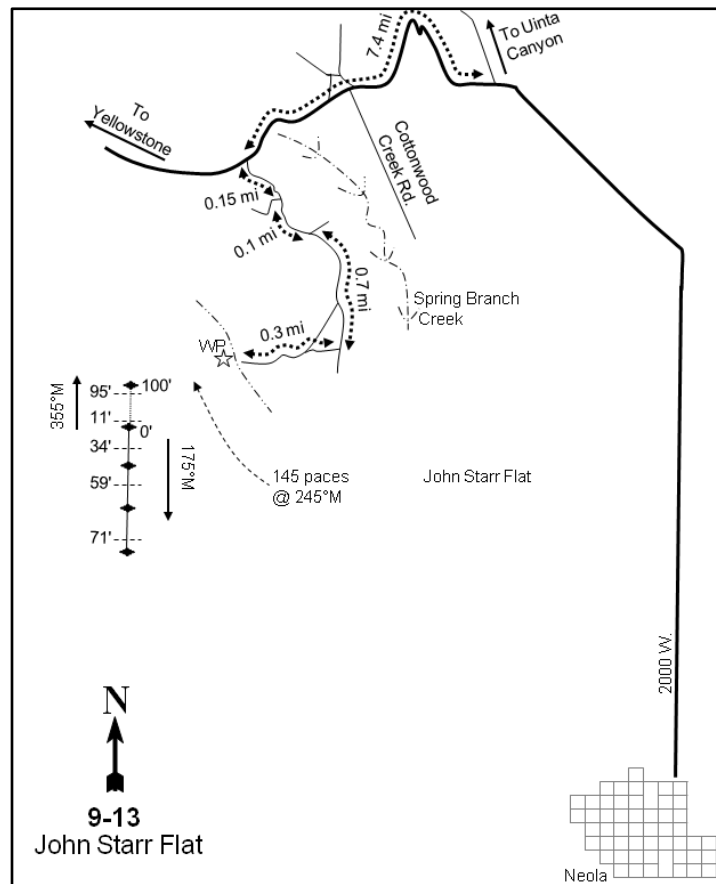 7.4 mi
To Uinta
Canyon
To
Yellowstone
Cottonwood
Creek Rd.
0.15 mi
0.1 mi
0.7 mi
Spring Branch
Creek
0.3 mi
WP
355°M
95'
100'
11'
0'
34'
175°M
59'
71'
145 paces
@ 245°M
John Starr Flat
2000 W.
N
9-13
John Starr Flat
Neola